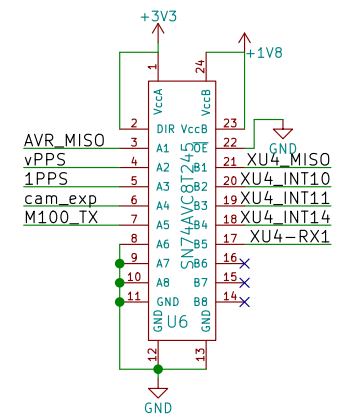 +3V3
+1V8
1 24
VccA VccB
2 DIR VccB 23
AVR_MISO 3 A1 OE 22 GND
vPPS 4 A2 B1 21 XU4_MISO
1PPS 5 A3 B2 20 XU4_INT10
cam_exp 6 A4 B3 19 XU4_INT11
M100_TX 7 A5 B4 18 XU4_INT14
8 A6 B5 17 XU4-RX1
9 A7 B6 16
10 A8 B7 15
11 GND B8 14
SN74AVC8T245
U6
GND GND
12 13
GND